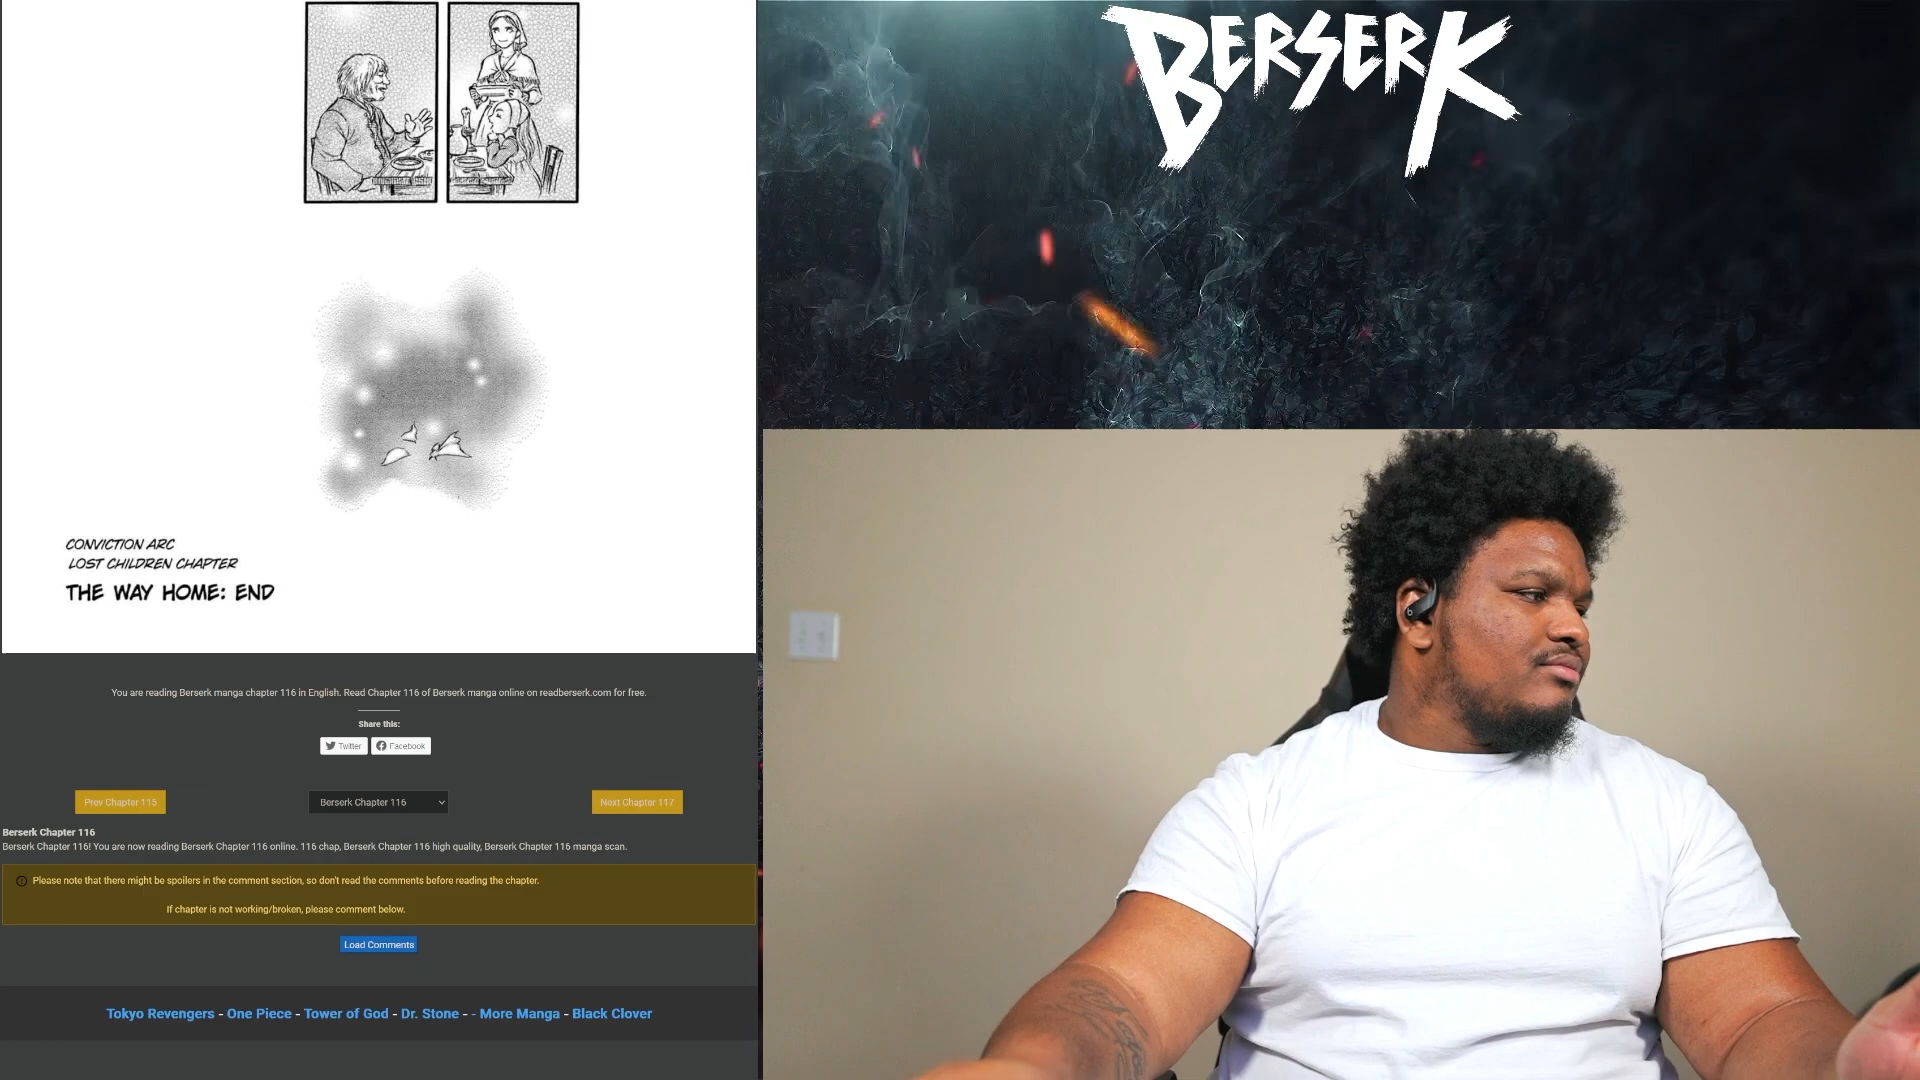 BERSERK
CONVICTION ARC
LOST CHILDREN CHAPTER
THE WAY HOME: END
You are reading Berserk manga chapter 116 in English. Read Chapter 116 of Berserk manga online on readberserk.com for free.
Share this:
Twitter Facebook
Prev Chapter 115 Berserk Chapter 116 Next Chapter 117
Berserk Chapter 116
Berserk Chapter 116! You are now reading Berserk Chapter 116 online. 116 chap, Berserk Chapter 116 high quality, Berserk Chapter 116 manga scan.
Please note that there might be spoilers in the comment section, so don't read the comments before reading the chapter.
If chapter is not working/broken, please comment below.
Load Comments
Tokyo Revengers - One Piece - Tower of God - Dr. Stone - - More Manga - Black Clover